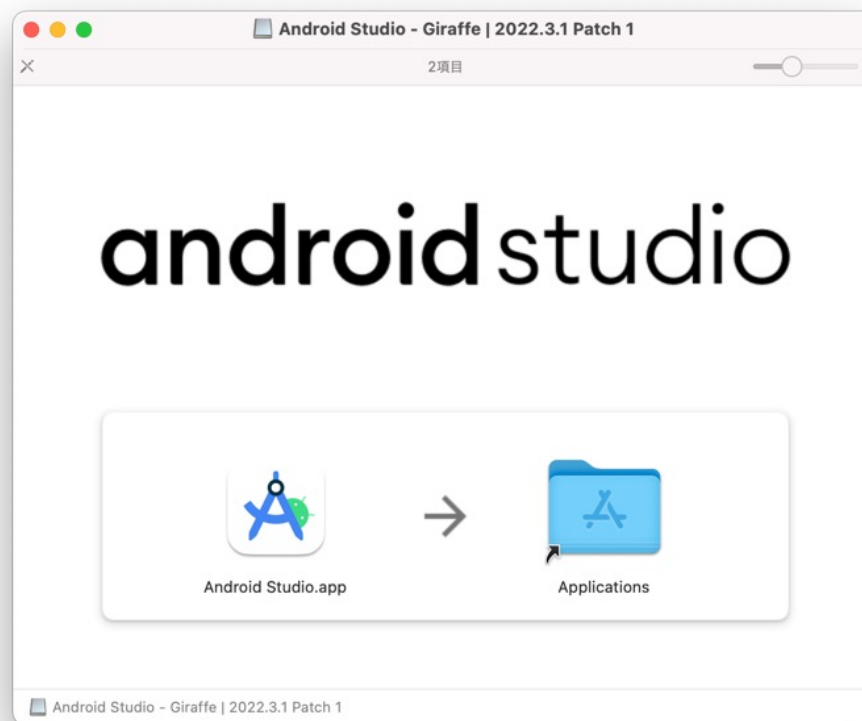 Android Studio - Giraffe | 2022.3.1 Patch 1
2項目
android studio
Android Studio.app
Applications
Android Studio - Giraffe | 2022.3.1 Patch 1